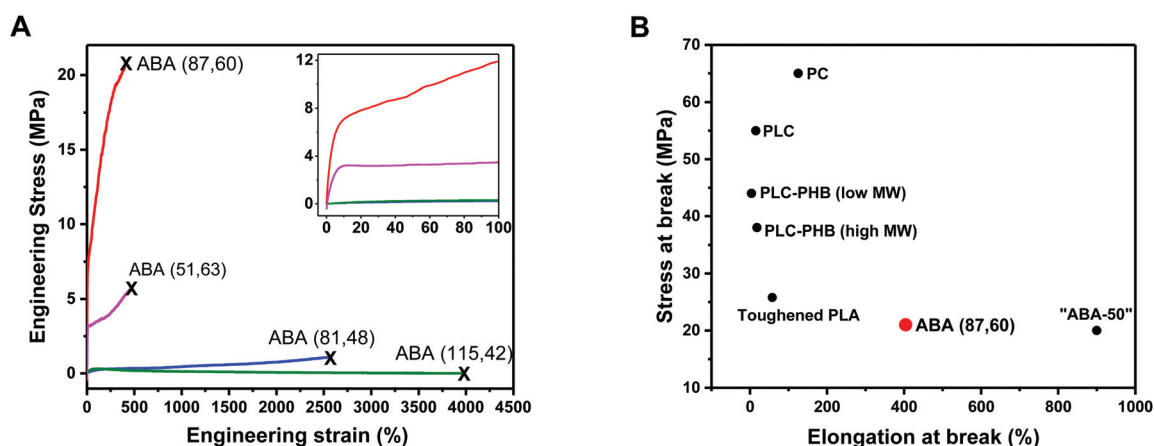 A
Engineering Stress (MPa)
20
15
10
5
0
ABA (87,60)
ABA (51,63)
ABA (81,48)
ABA (115,42)
X
X
X
X
12
8
4
0
0 20 40 60 80 100
0 500 1000 1500 2000 2500 3000 3500 4000 4500
Engineering strain (%)
B
Stress at break (MPa)
70
60
50
40
30
20
10
PC
PLC
PLC-PHB (low MW)
PLC-PHB (high MW)
Toughened PLA
ABA (87,60)
"ABA-50"
0 200 400 600 800 1000
Elongation at break (%)